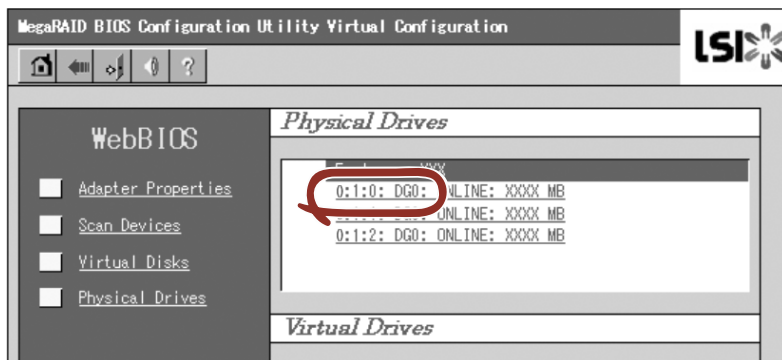 MegaRAID BIOS Configuration Utility Virtual Configuration
LSI
?
WebBIOS
Adapter Properties
Scan Devices
Virtual Disks
Physical Drives
Physical Drives
XXX
0:1:0: DG0: ONLINE: XXXX MB
ONLINE: XXXX MB
0:1:2: DG0: ONLINE: XXXX MB
Virtual Drives